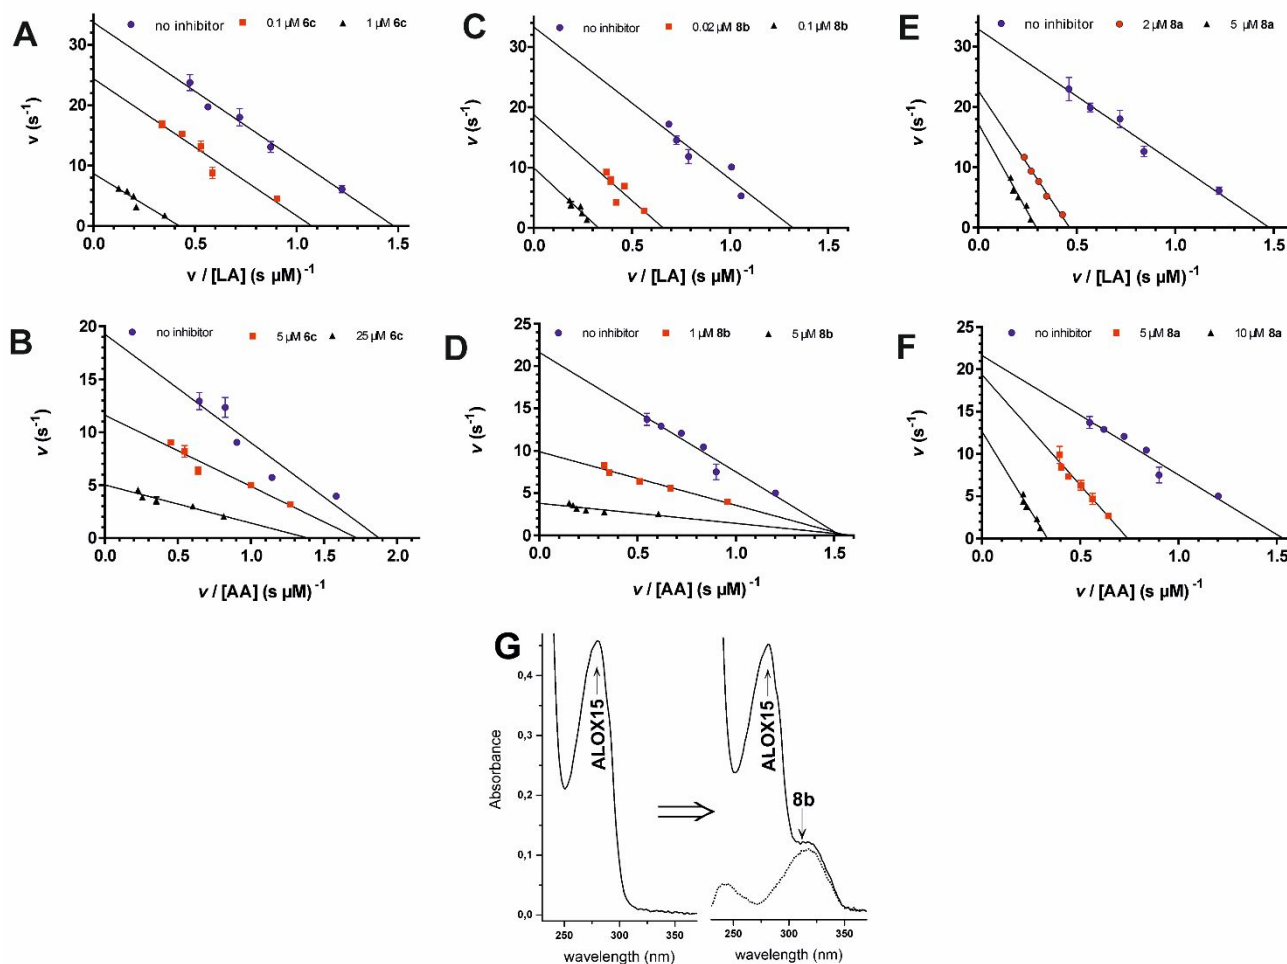 A
no inhibitor 0.1 µM 6c 1 µM 6c
v (s-1)
40
30
20
10
0
0.0 0.5 1.0 1.5
v / [LA] (s µM)-1
C
no inhibitor 0.02 µM 8b 0.1 µM 8b
v (s-1)
30
20
10
0
0.0 0.5 1.0 1.5
v / [LA] (s µM)-1
E
no inhibitor 2 µM 8a 5 µM 8a
v (s-1)
30
20
10
0
0.0 0.5 1.0 1.5
v / [LA] (s µM)-1
B
no inhibitor 5 µM 6c 25 µM 6c
v (s-1)
20
15
10
5
0
0.0 0.5 1.0 1.5 2.0
v / [AA] (s µM)-1
D
no inhibitor 1 µM 8b 5 µM 8b
v (s-1)
25
20
15
10
5
0
0.0 0.5 1.0 1.5
v / [AA] (s µM)-1
F
no inhibitor 5 µM 8a 10 µM 8a
v (s-1)
25
20
15
10
5
0
0.0 0.5 1.0 1.5
v / [AA] (s µM)-1
G
Absorbance
0,4
0,3
0,2
0,1
0,0
ALOX15
250 300 350
wavelength (nm)
ALOX15
8b
250 300 350
wavelength (nm)